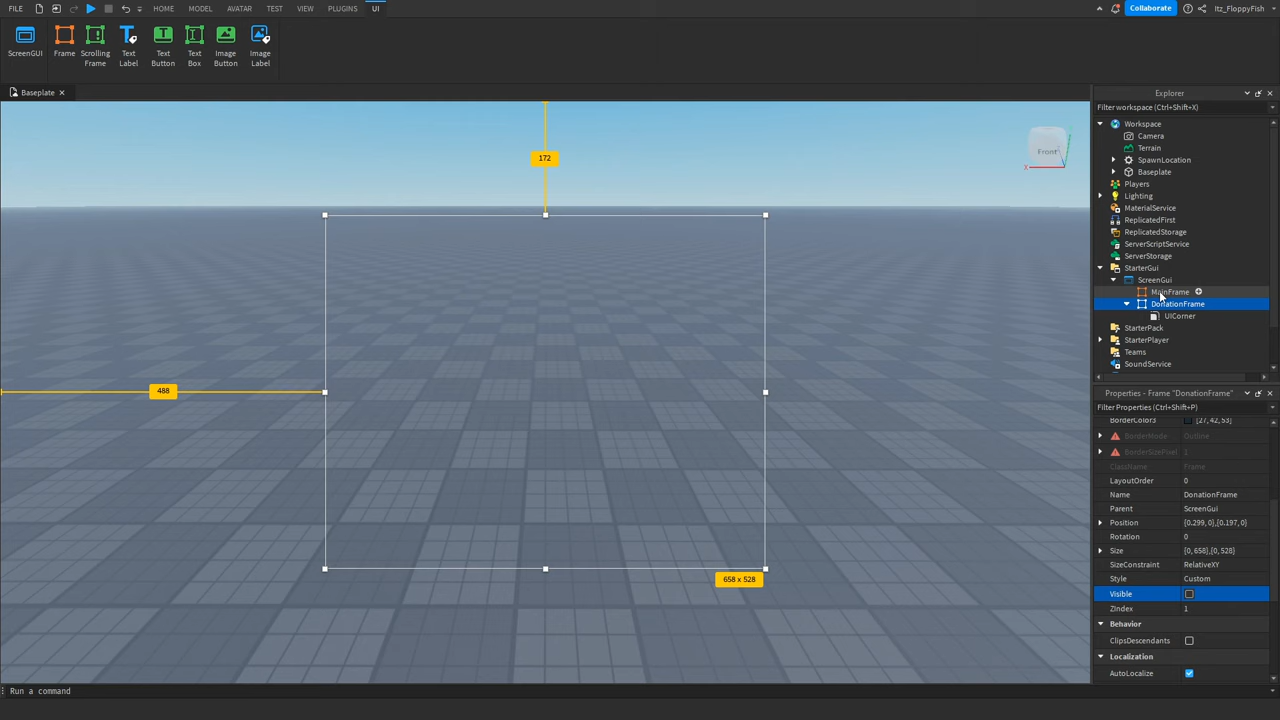 FILE HOME MODEL AVATAR TEST VIEW PLUGINS UI Collaborate Itz_FloppyFish
ScreenGUI Frame Scrolling Frame Text Label Text Button Text Box Image Button Image Label
Baseplate
172
Front
X
488
658 x 528
Explorer
Filter workspace (Ctrl+Shift+X)
Workspace
Camera
Terrain
SpawnLocation
Baseplate
Players
Lighting
MaterialService
ReplicatedFirst
ReplicatedStorage
ServerScriptService
ServerStorage
StarterGui
ScreenGui
MainFrame
DonationFrame
UICorner
StarterPack
StarterPlayer
Teams
SoundService
Properties - Frame "DonationFrame"
Filter Properties (Ctrl+Shift+P)
BorderColor3 [27, 42, 53]
BorderMode Outline
BorderSizePixel 1
ClassName Frame
LayoutOrder 0
Name DonationFrame
Parent ScreenGui
Position {0.299, 0},{0.197, 0}
Rotation 0
Size {0, 658},{0, 528}
SizeConstraint RelativeXY
Style Custom
Visible
ZIndex 1
Behavior
ClipsDescendants
Localization
AutoLocalize
Run a command